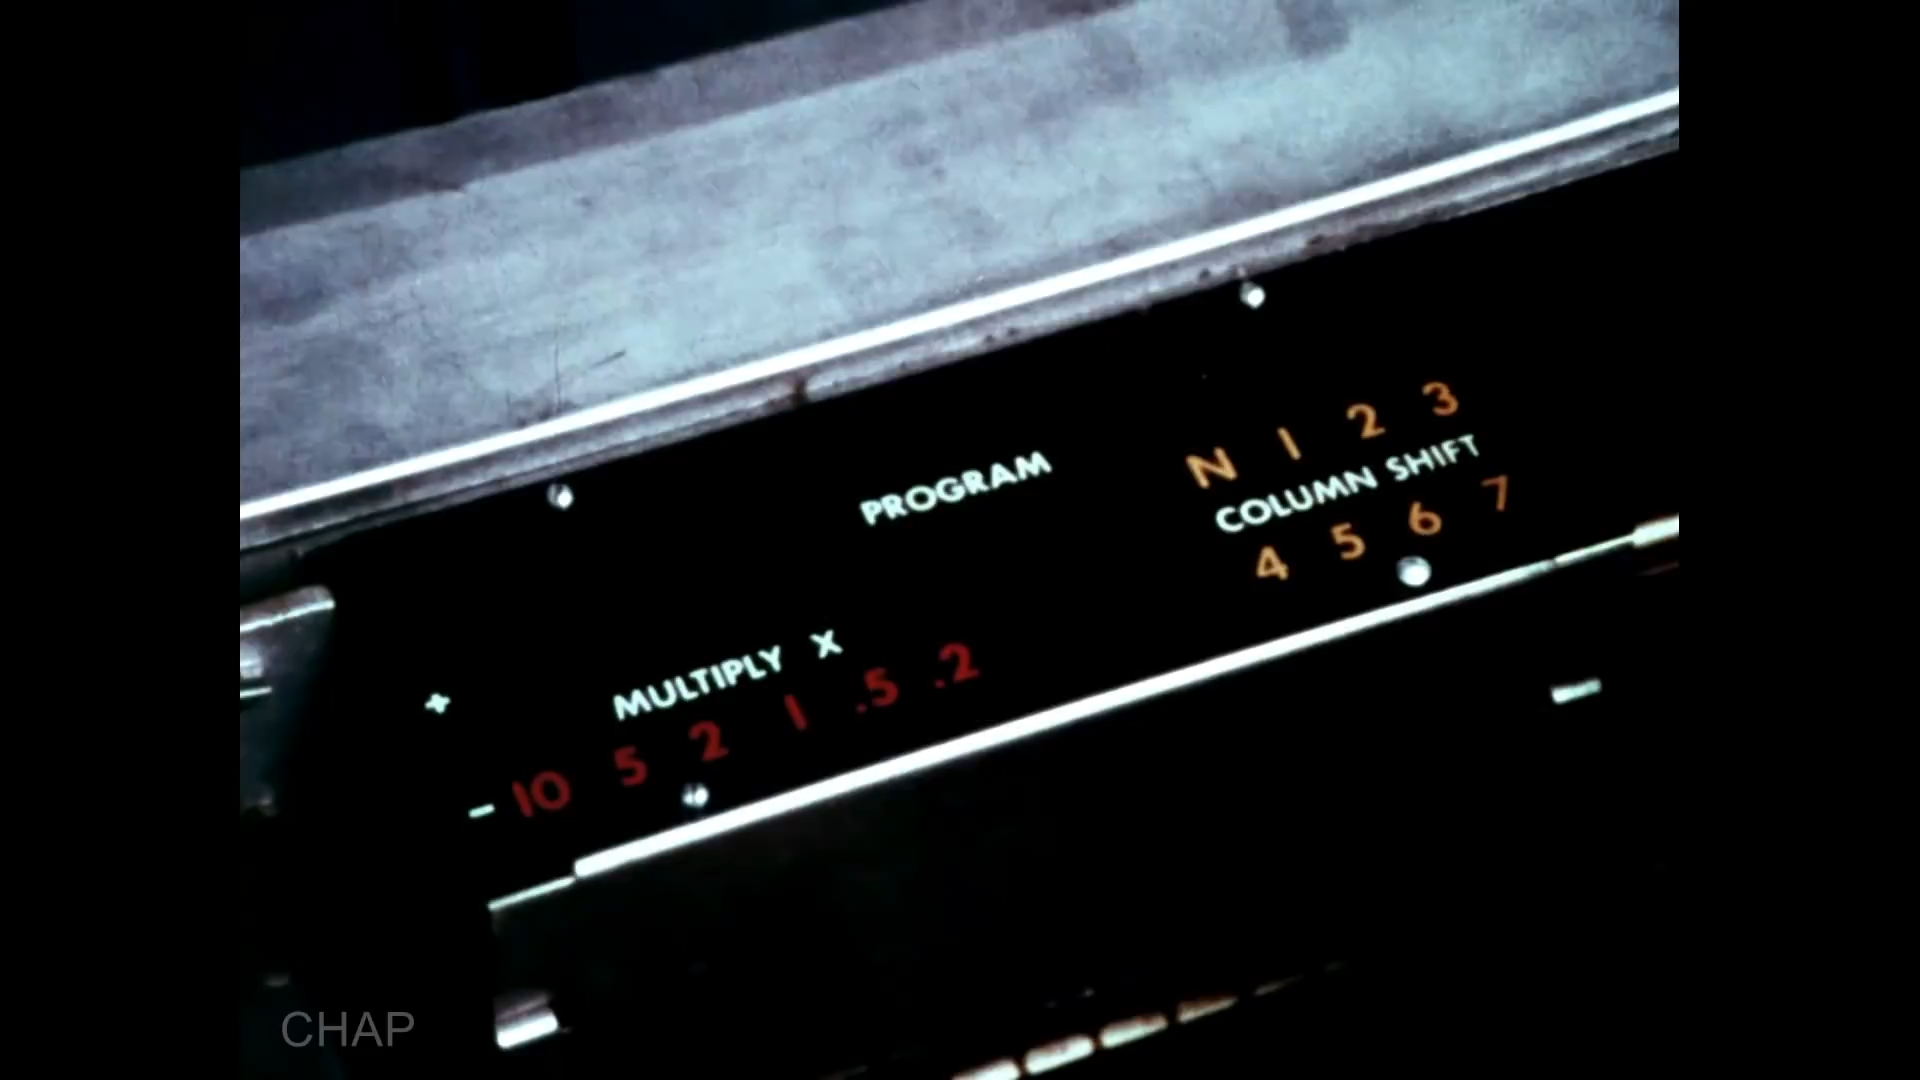 PROGRAM
N 1 2 3
COLUMN SHIFT
4 5 6 7
+
MULTIPLY X
- 10 5 2 1 .5 .2
CHAP